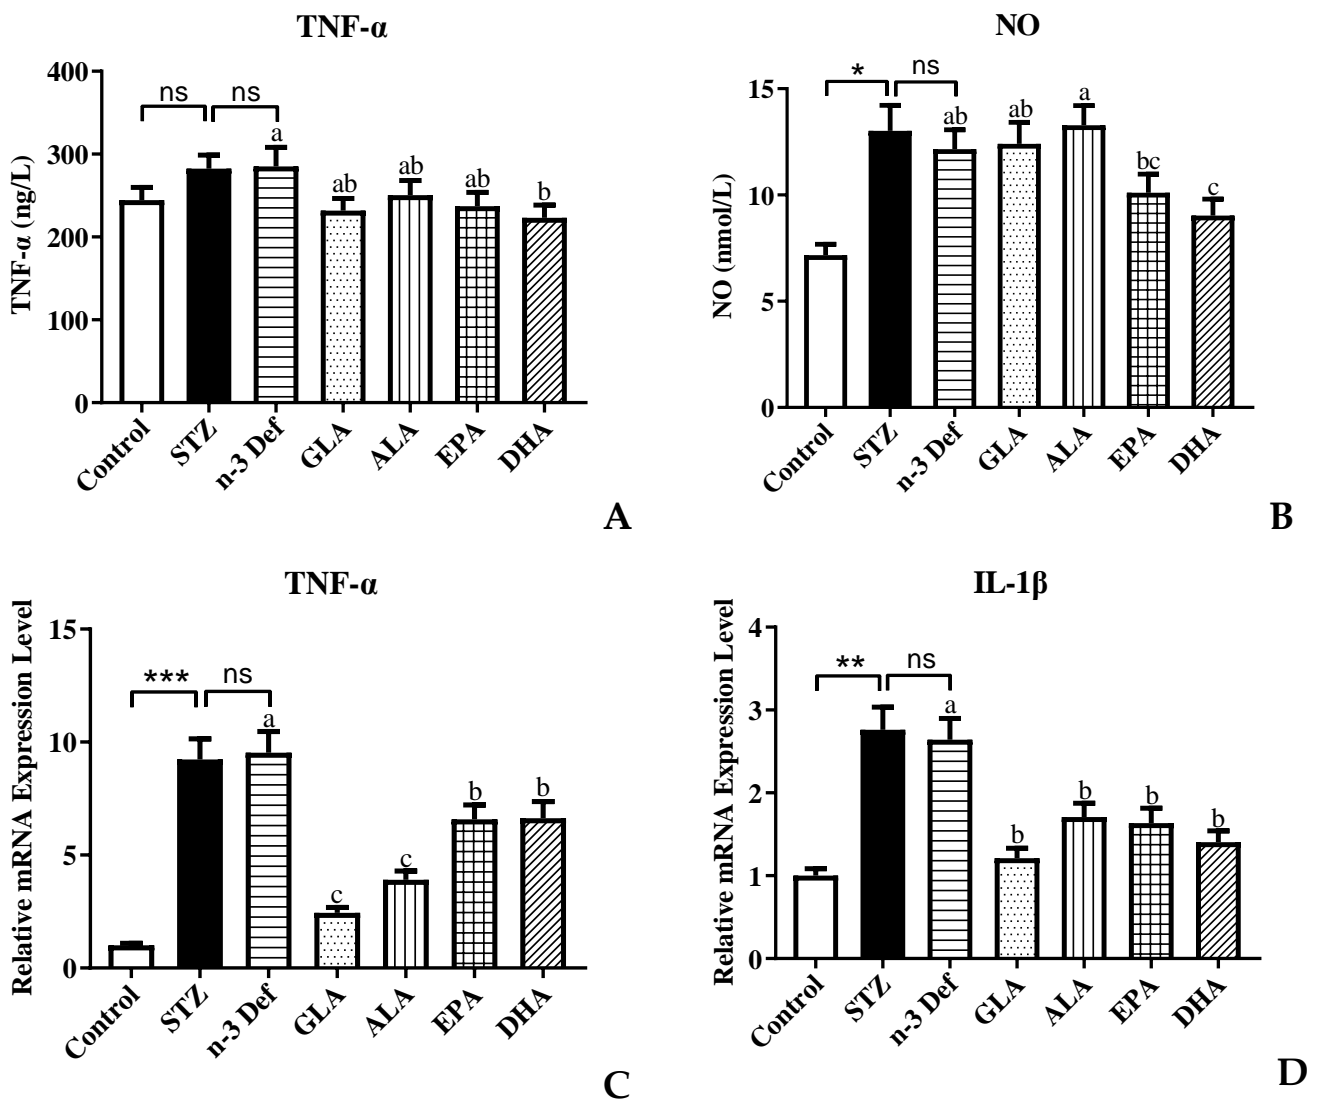 TNF-α
ns
ns
a
ab
ab
ab
b
TNF-α (ng/L)
400
300
200
100
0
Control
STZ
n-3 Def
GLA
ALA
EPA
DHA
A
NO
*
ns
ab
ab
a
bc
c
NO (nmol/L)
15
10
5
0
Control
STZ
n-3 Def
GLA
ALA
EPA
DHA
B
TNF-α
***
ns
a
c
c
b
b
Relative mRNA Expression Level
15
10
5
0
Control
STZ
n-3 Def
GLA
ALA
EPA
DHA
C
IL-1β
**
ns
a
b
b
b
b
Relative mRNA Expression Level
4
3
2
1
0
Control
STZ
n-3 Def
GLA
ALA
EPA
DHA
D